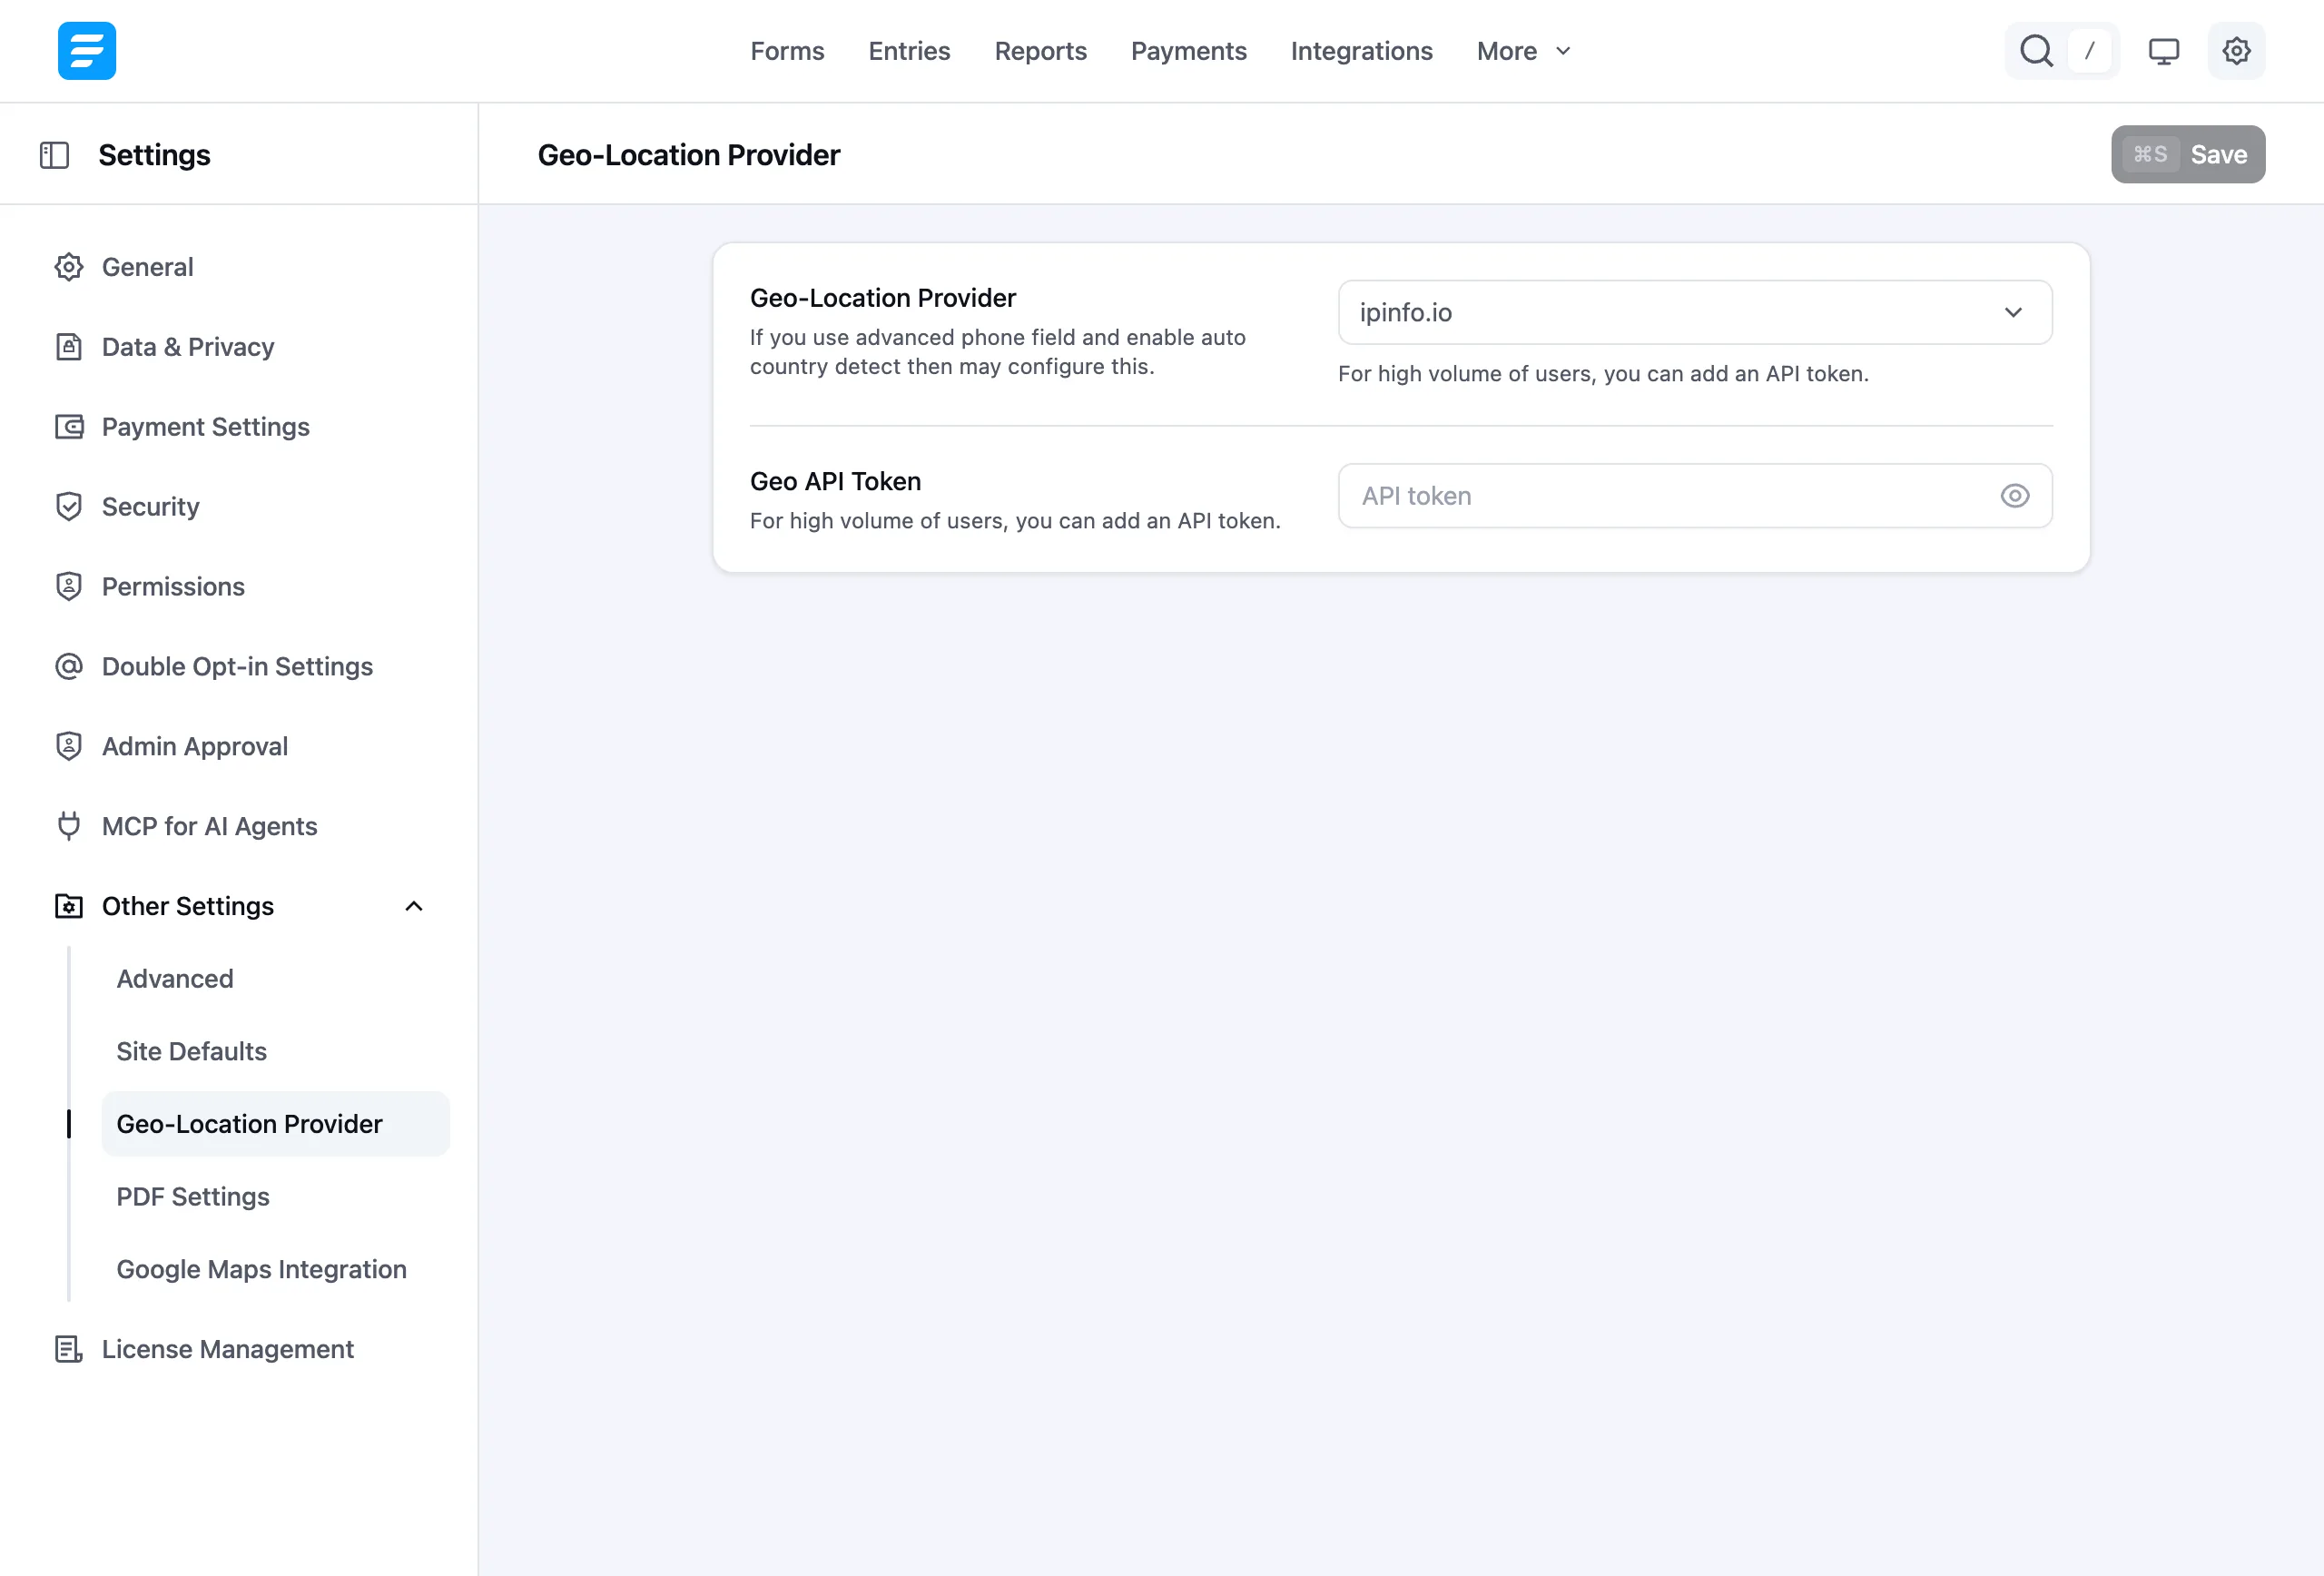 Forms Entries Reports Payments Integrations More /
Settings
Geo-Location Provider
⌘S Save
General
Data & Privacy
Payment Settings
Security
Permissions
Double Opt-in Settings
Admin Approval
MCP for AI Agents
Other Settings
Advanced
Site Defaults
Geo-Location Provider
PDF Settings
Google Maps Integration
License Management
Geo-Location Provider
If you use advanced phone field and enable auto
country detect then may configure this.
ipinfo.io
For high volume of users, you can add an API token.
Geo API Token
For high volume of users, you can add an API token.
API token